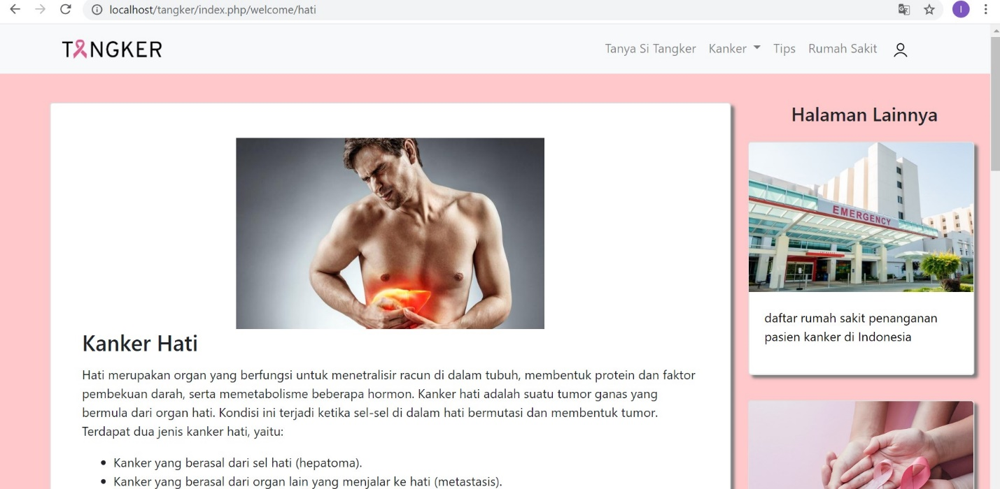 localhost/tangker/index.php/welcome/hati
I
TANGKER
Tanya Si Tangker Kanker Tips Rumah Sakit
Halaman Lainnya
EMERGENCY
daftar rumah sakit penanganan
pasien kanker di Indonesia
Kanker Hati
Hati merupakan organ yang berfungsi untuk menetralisir racun di dalam tubuh, membentuk protein dan faktor
pembekuan darah, serta memetabolisme beberapa hormon. Kanker hati adalah suatu tumor ganas yang
bermula dari organ hati. Kondisi ini terjadi ketika sel-sel di dalam hati bermutasi dan membentuk tumor.
Terdapat dua jenis kanker hati, yaitu:
• Kanker yang berasal dari sel hati (hepatoma).
• Kanker yang berasal dari organ lain yang menjalar ke hati (metastasis).